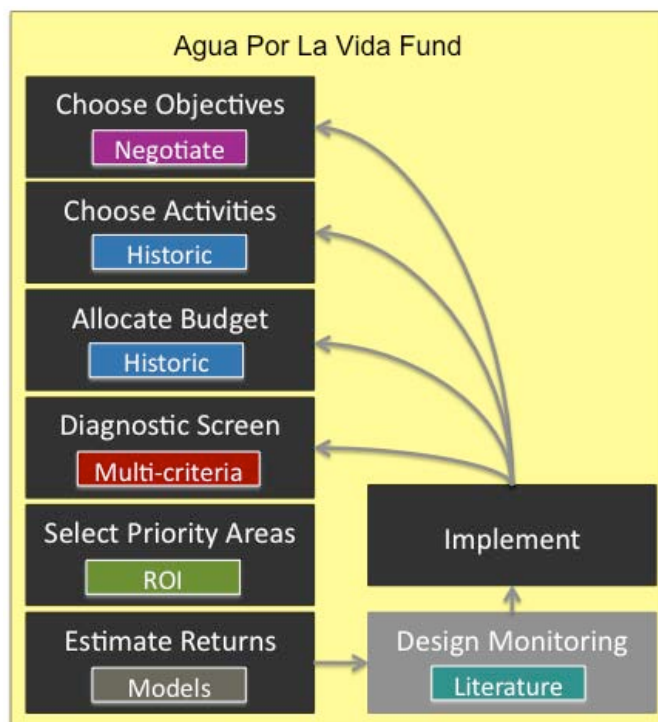 Agua Por La Vida Fund
Choose Objectives
Negotiate
Choose Activities
Historic
Allocate Budget
Historic
Diagnostic Screen
Multi-criteria
Select Priority Areas
ROI
Estimate Returns
Models
Implement
Design Monitoring
Literature